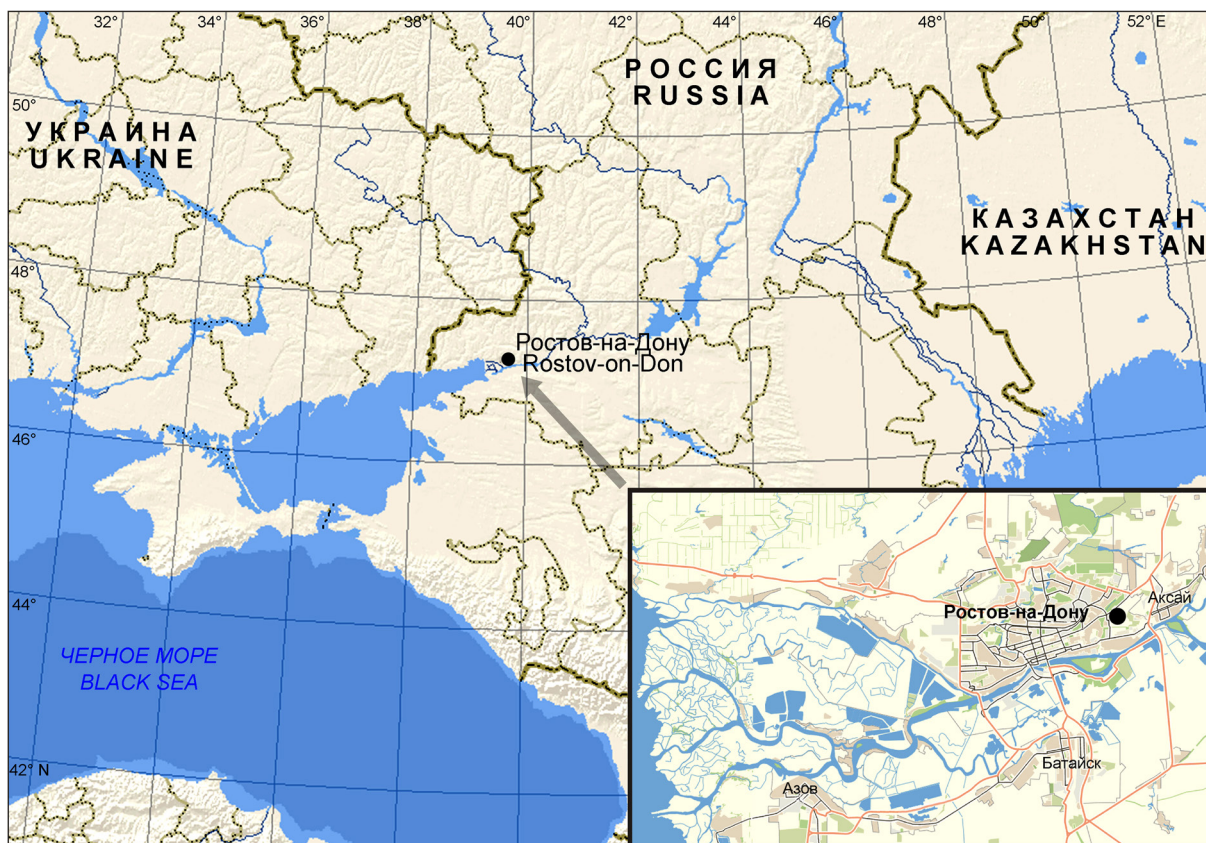 32°
34°
36°
38°
40°
42°
44°
46°
48°
50°
52° E
РОССИЯ
RUSSIA
50°
УКРАИНА
UKRAINE
КАЗАХСТАН
KAZAKHSTAN
48°
Ростов-на-Дону
Rostov-on-Don
46°
44°
ЧЕРНОЕ МОРЕ
BLACK SEA
42° N
Аксай
Ростов-на-Дону
Батайск
Азов